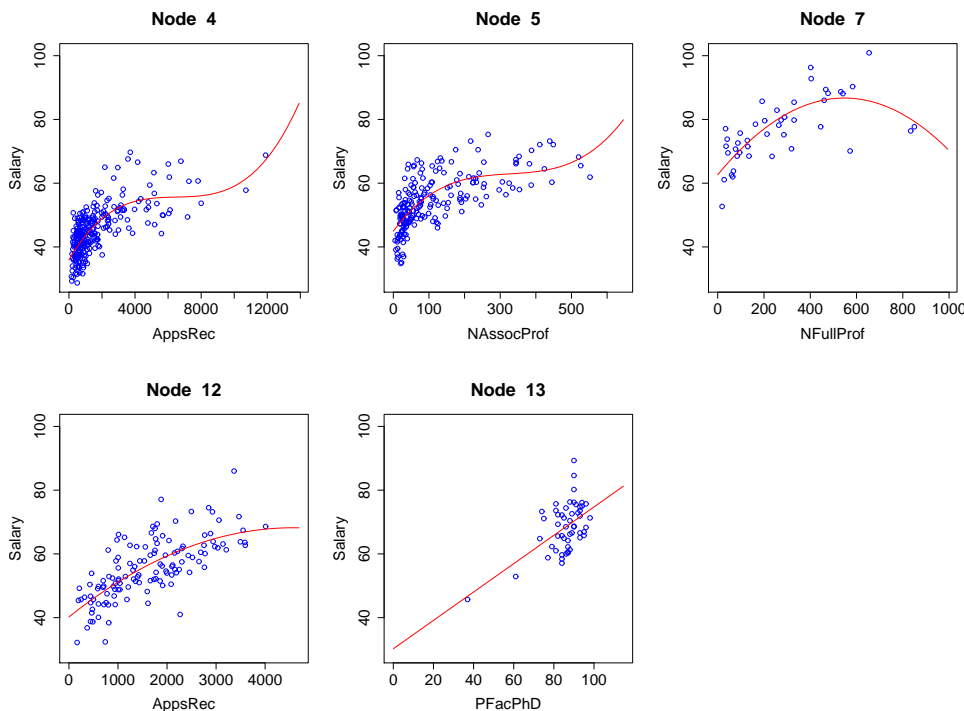 Node 4
Node 5
Node 7
Salary
40 60 80 100
0 4000 8000 12000
AppsRec
Salary
40 60 80 100
0 100 300 500
NAssocProf
Salary
40 60 80 100
0 200 400 600 800 1000
NFullProf
Node 12
Node 13
Salary
40 60 80 100
0 1000 2000 3000 4000
AppsRec
Salary
40 60 80 100
0 20 40 60 80 100
PFacPhD